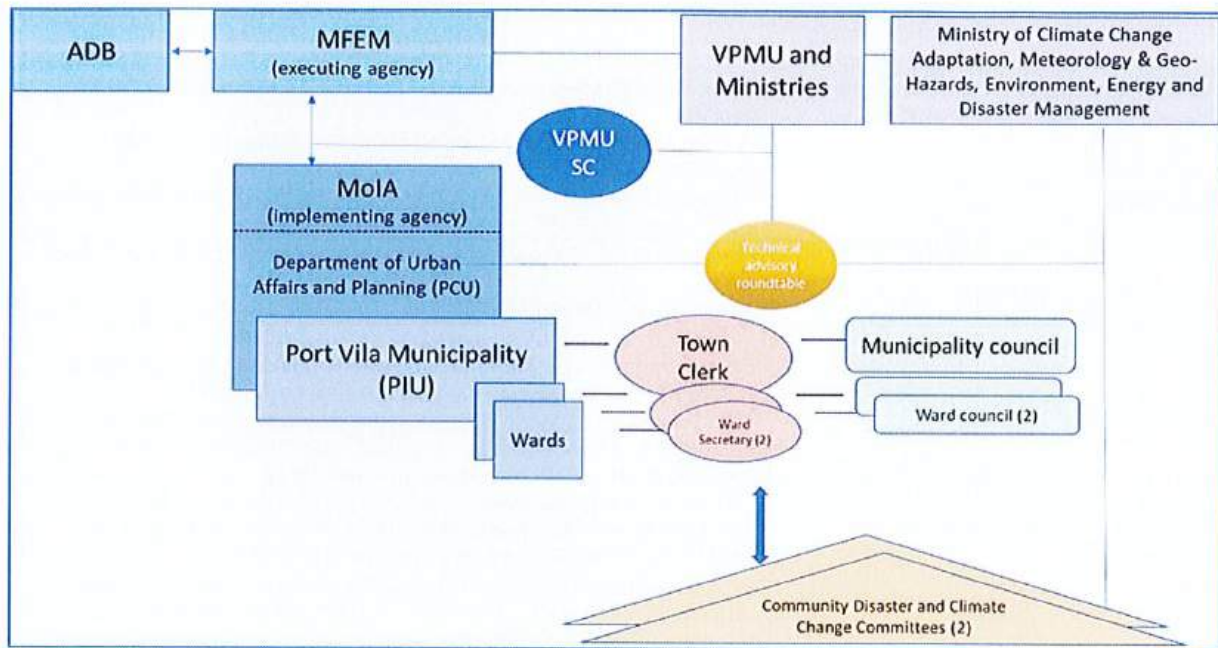 ADB
MFEM
(executing agency)
VPMU and
Ministries
Ministry of Climate Change
Adaptation, Meteorology & Geo-
Hazards, Environment, Energy and
Disaster Management
VPMU
SC
MoIA
(implementing agency)
Department of Urban
Affairs and Planning (PCU)
Technical
advisory
roundtable
Port Vila Municipality
(PIU)
Town
Clerk
Municipality council
Wards
Ward
Secretary (2)
Ward council (2)
Community Disaster and Climate
Change Committees (2)